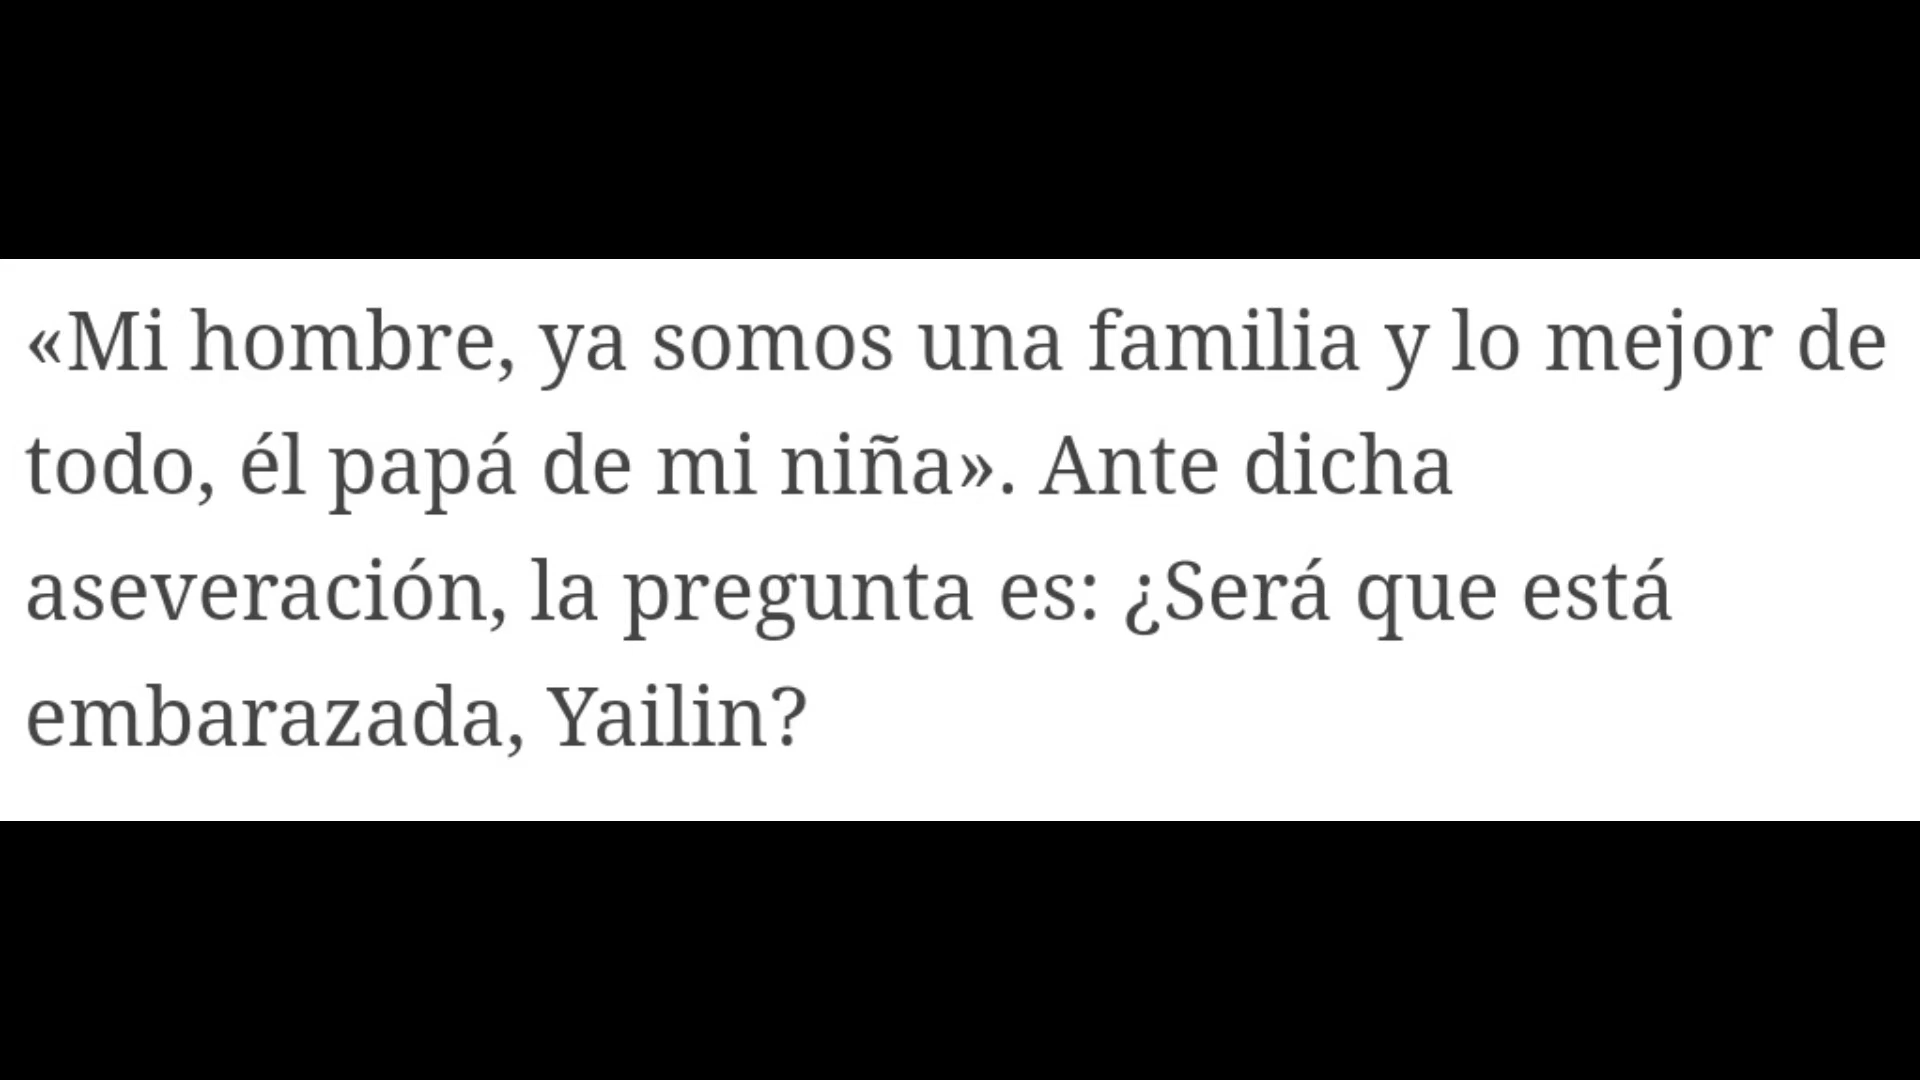 «Mi hombre, ya somos una familia y lo mejor de
todo, él papá de mi niña». Ante dicha
aseveración, la pregunta es: ¿Será que está
embarazada, Yailin?